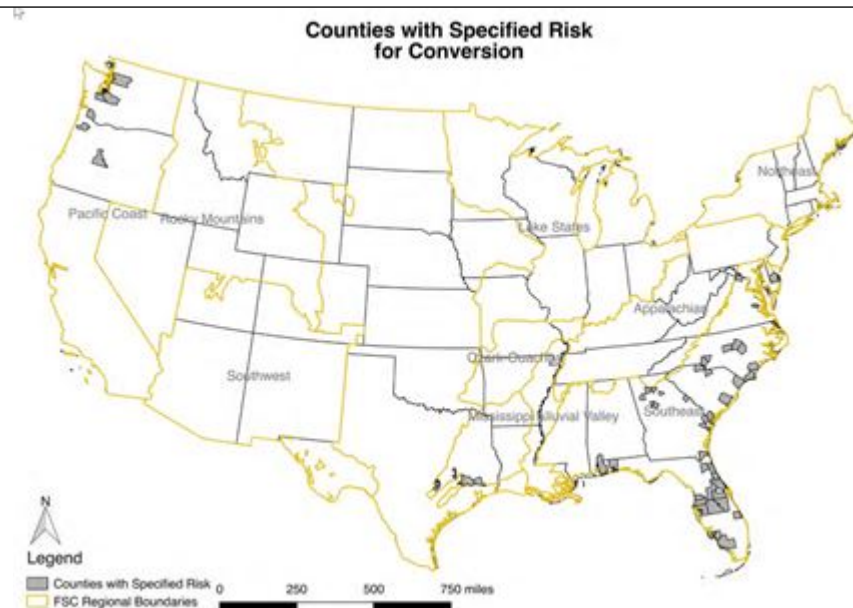 Counties with Specified Risk
for Conversion
Northeast
Pacific Coast
Rocky Mountains
Lake States
Appalachian
Ozark-Ouachita
Southwest
Mississippi Alluvial Valley
Southeast
N
Legend
Counties with Specified Risk
FSC Regional Boundaries
0 250 500 750 miles